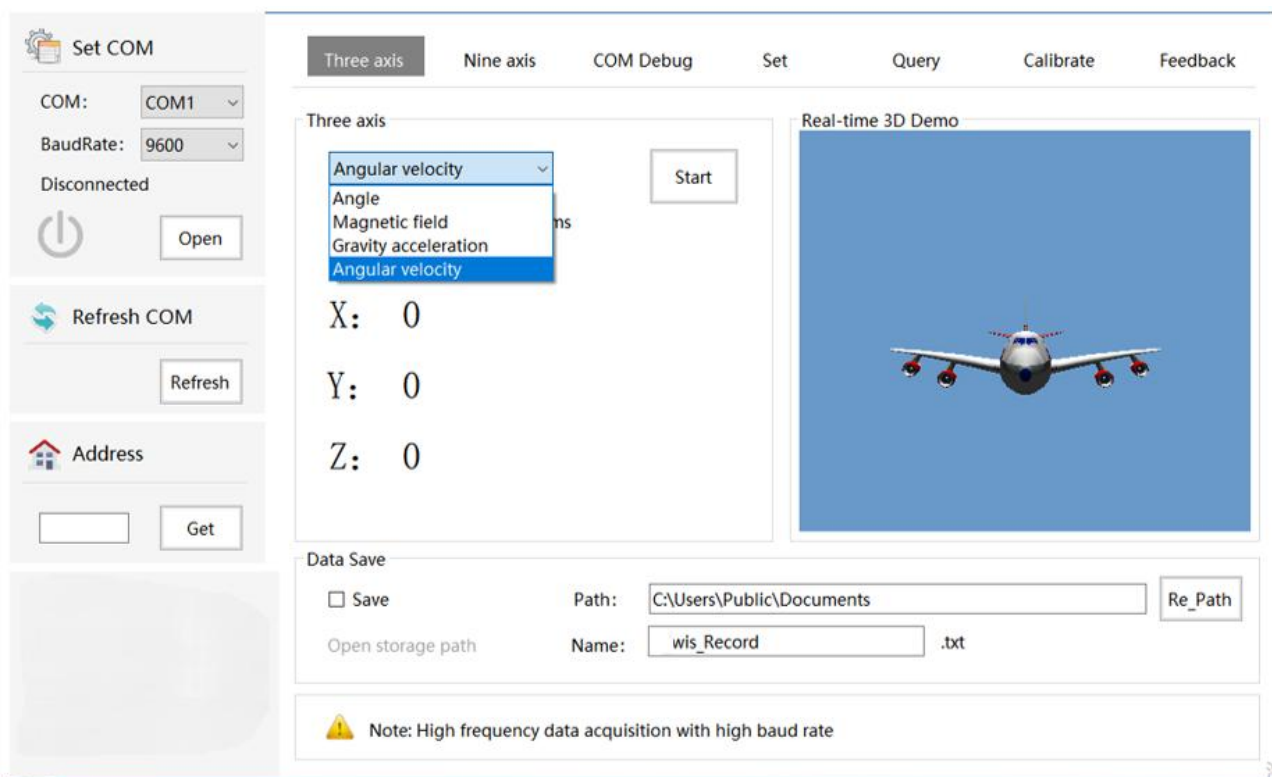 Set COM
COM:
COM1
BaudRate:
9600
Disconnected
Open
Refresh COM
Refresh
Address
Get
Three axis
Nine axis
COM Debug
Set
Query
Calibrate
Feedback
Three axis
Angular velocity
Start
Angle
Magnetic field
ms
Gravity acceleration
Angular velocity
X: 0
Y: 0
Z: 0
Real-time 3D Demo
Data Save
Save
Path:
C:\Users\Public\Documents
Re_Path
Open storage path
Name:
wis_Record
.txt
Note: High frequency data acquisition with high baud rate